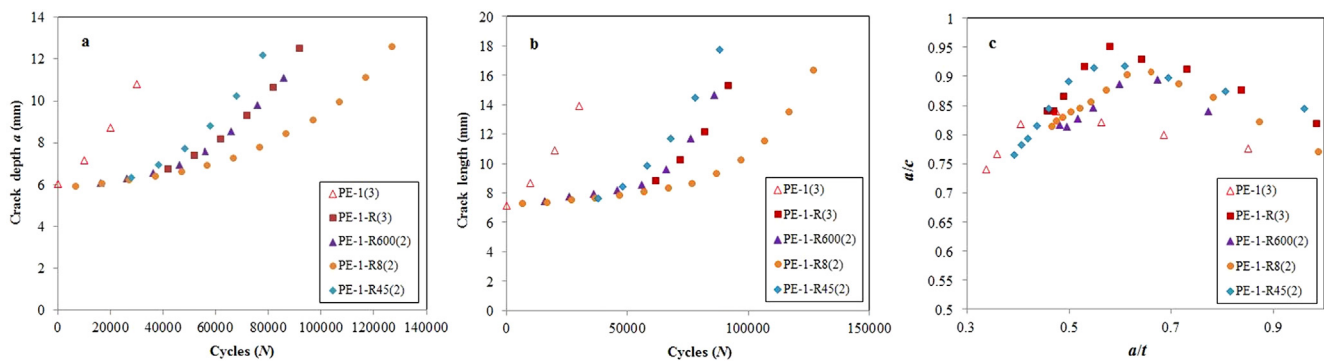 a
Crack depth a (mm)
14
12
10
8
6
4
2
0
0 20000 40000 60000 80000 100000 120000 140000
Cycles (N)
PE-1(3)
PE-1-R(3)
PE-1-R600(2)
PE-1-R8(2)
PE-1-R45(2)
b
Crack length (mm)
20
18
16
14
12
10
8
6
4
2
0
0 50000 100000 150000
Cycles (N)
PE-1(3)
PE-1-R(3)
PE-1-R600(2)
PE-1-R8(2)
PE-1-R45(2)
c
a/c
1
0.95
0.9
0.85
0.8
0.75
0.7
0.65
0.6
0.55
0.5
0.3 0.5 0.7 0.9
a/t
PE-1(3)
PE-1-R(3)
PE-1-R600(2)
PE-1-R8(2)
PE-1-R45(2)